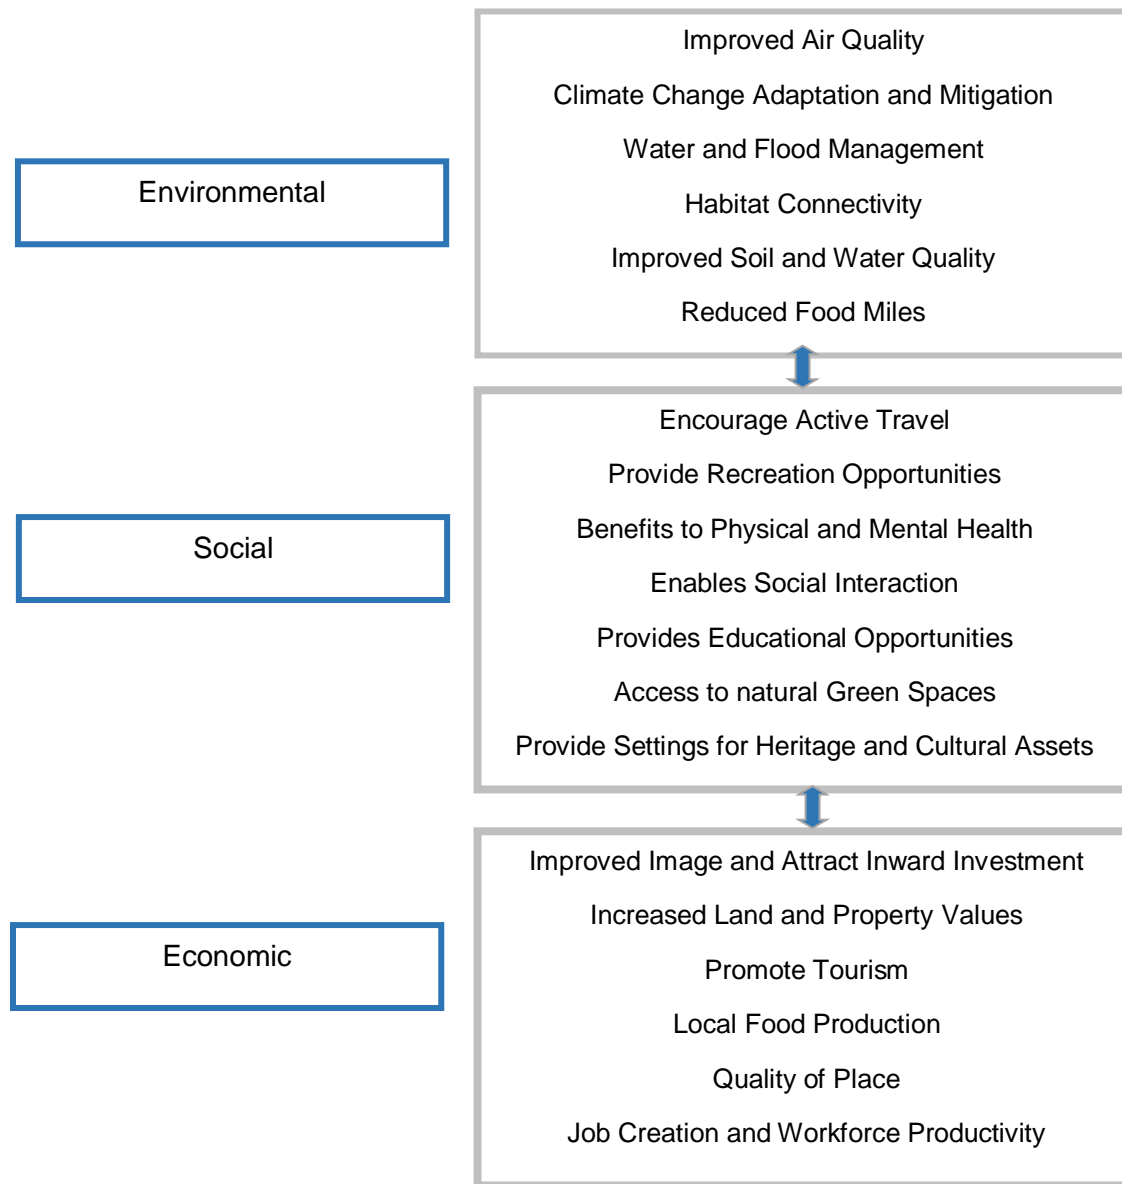 Environmental
Improved Air Quality
Climate Change Adaptation and Mitigation
Water and Flood Management
Habitat Connectivity
Improved Soil and Water Quality
Reduced Food Miles
Social
Encourage Active Travel
Provide Recreation Opportunities
Benefits to Physical and Mental Health
Enables Social Interaction
Provides Educational Opportunities
Access to natural Green Spaces
Provide Settings for Heritage and Cultural Assets
Economic
Improved Image and Attract Inward Investment
Increased Land and Property Values
Promote Tourism
Local Food Production
Quality of Place
Job Creation and Workforce Productivity